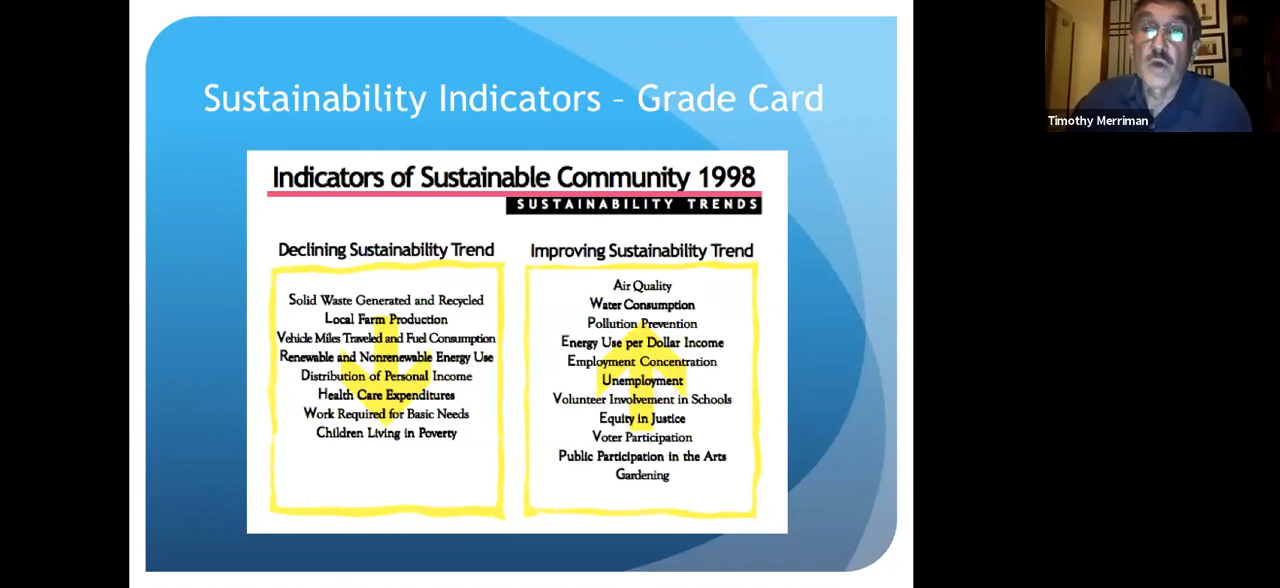 Sustainability Indicators – Grade Card
Indicators of Sustainable Community 1998
SUSTAINABILITY TRENDS
Declining Sustainability Trend
Solid Waste Generated and Recycled
Local Farm Production
Vehicle Miles Traveled and Fuel Consumption
Renewable and Nonrenewable Energy Use
Distribution of Personal Income
Health Care Expenditures
Work Required for Basic Needs
Children Living in Poverty
Improving Sustainability Trend
Air Quality
Water Consumption
Pollution Prevention
Energy Use per Dollar Income
Employment Concentration
Unemployment
Volunteer Involvement in Schools
Equity in Justice
Voter Participation
Public Participation in the Arts
Gardening
Timothy Merriman